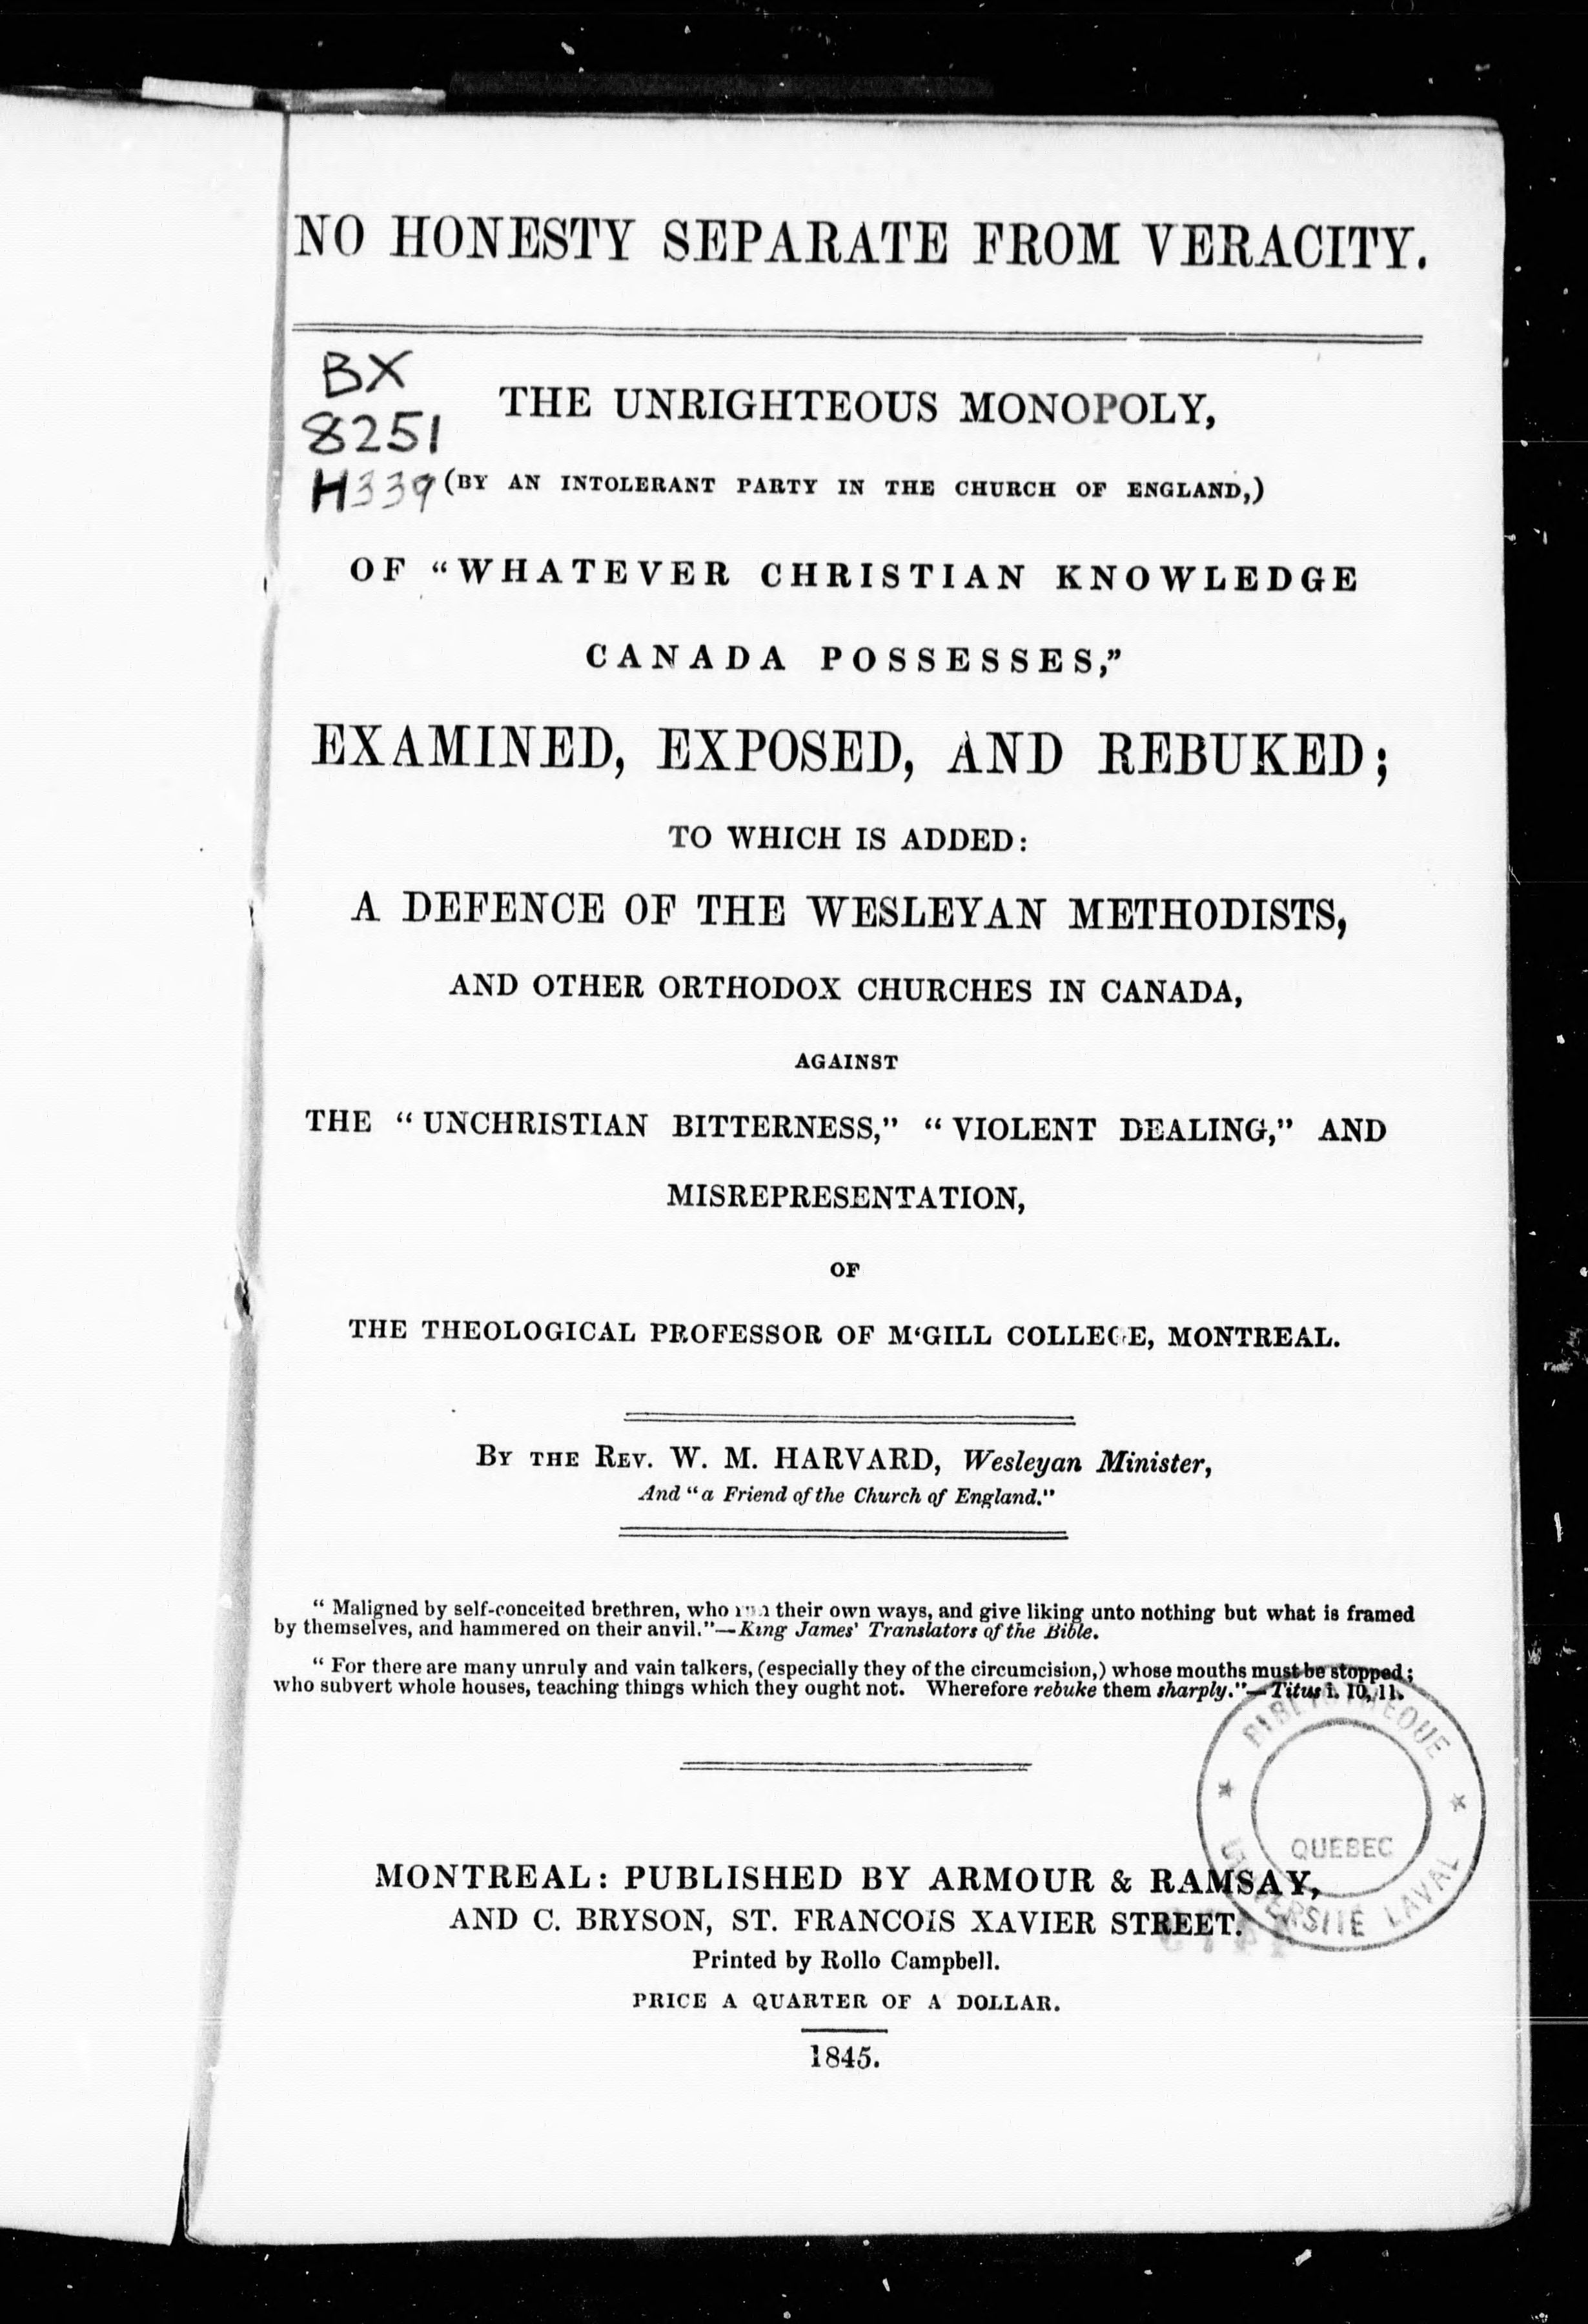 NO HONESTY SEPARATE FROM VERACITY.
BX
8251
H339
THE UNRIGHTEOUS MONOPOLY,
(BY AN INTOLERANT PARTY IN THE CHURCH OF ENGLAND,)
OF "WHATEVER CHRISTIAN KNOWLEDGE
CANADA POSSESSES,"
EXAMINED, EXPOSED, AND REBUKED;
TO WHICH IS ADDED:
A DEFENCE OF THE WESLEYAN METHODISTS,
AND OTHER ORTHODOX CHURCHES IN CANADA,
AGAINST
THE "UNCHRISTIAN BITTERNESS," "VIOLENT DEALING," AND
MISREPRESENTATION,
OF
THE THEOLOGICAL PROFESSOR OF M'GILL COLLEGE, MONTREAL.
BY THE REV. W. M. HARVARD, Wesleyan Minister,
And "a Friend of the Church of England."
"Maligned by self-conceited brethren, who their own ways, and give liking unto nothing but what is framed
by themselves, and hammered on their anvil."—King James' Translators of the Bible.
"For there are many unruly and vain talkers, (especially they of the circumcision,) whose mouths must be stopped;
who subvert whole houses, teaching things which they ought not. Wherefore rebuke them sharply."—Titus i. 10, 11.
BIBLIOTHEQUE
QUEBEC
UNIVERSITE LAVAL
MONTREAL: PUBLISHED BY ARMOUR & RAMSAY,
AND C. BRYSON, ST. FRANCOIS XAVIER STREET.
Printed by Rollo Campbell.
PRICE A QUARTER OF A DOLLAR.
1845.